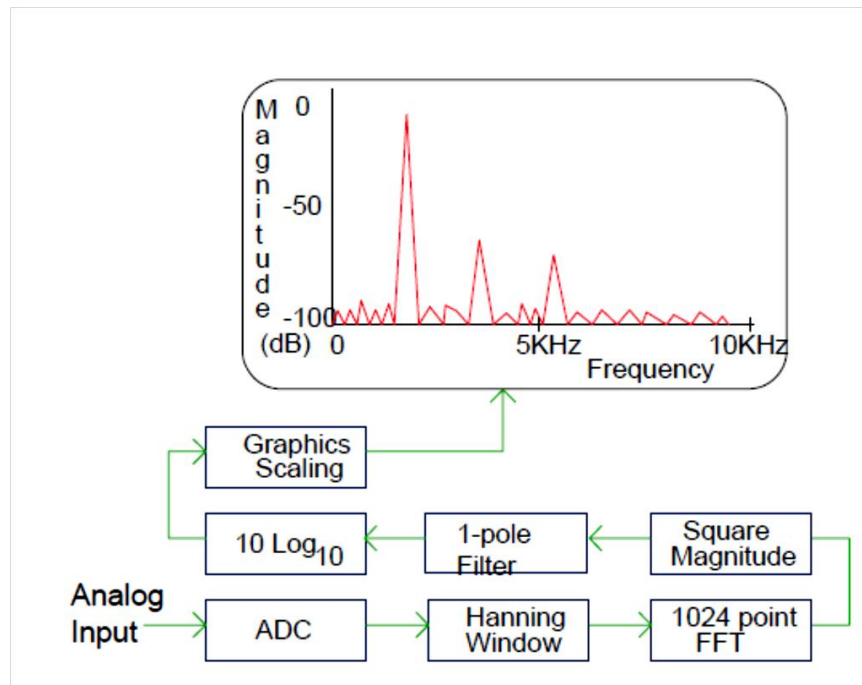 Magnitude
(dB)
0
-50
-100
0 5KHz 10KHz
Frequency
Graphics
Scaling
10 Log10
1-pole
Filter
Square
Magnitude
Analog
Input
ADC
Hanning
Window
1024 point
FFT